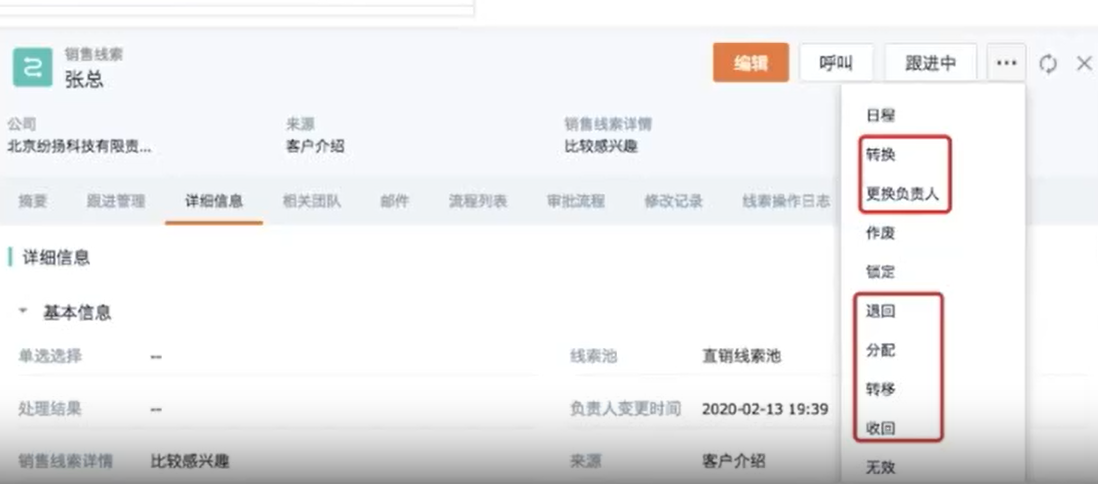 销售线索
张总
编辑
呼叫
跟进中
...
公司
北京纷扬科技有限责...
来源
客户介绍
销售线索详情
比较感兴趣
日程
转换
更换负责人
作废
锁定
退回
分配
转移
收回
无效
摘要
跟进管理
详细信息
相关团队
邮件
流程列表
审批流程
修改记录
线索操作日志
详细信息
基本信息
单选选择 --
线索池 直销线索池
处理结果 --
负责人变更时间 2020-02-13 19:39
销售线索详情 比较感兴趣
来源 客户介绍